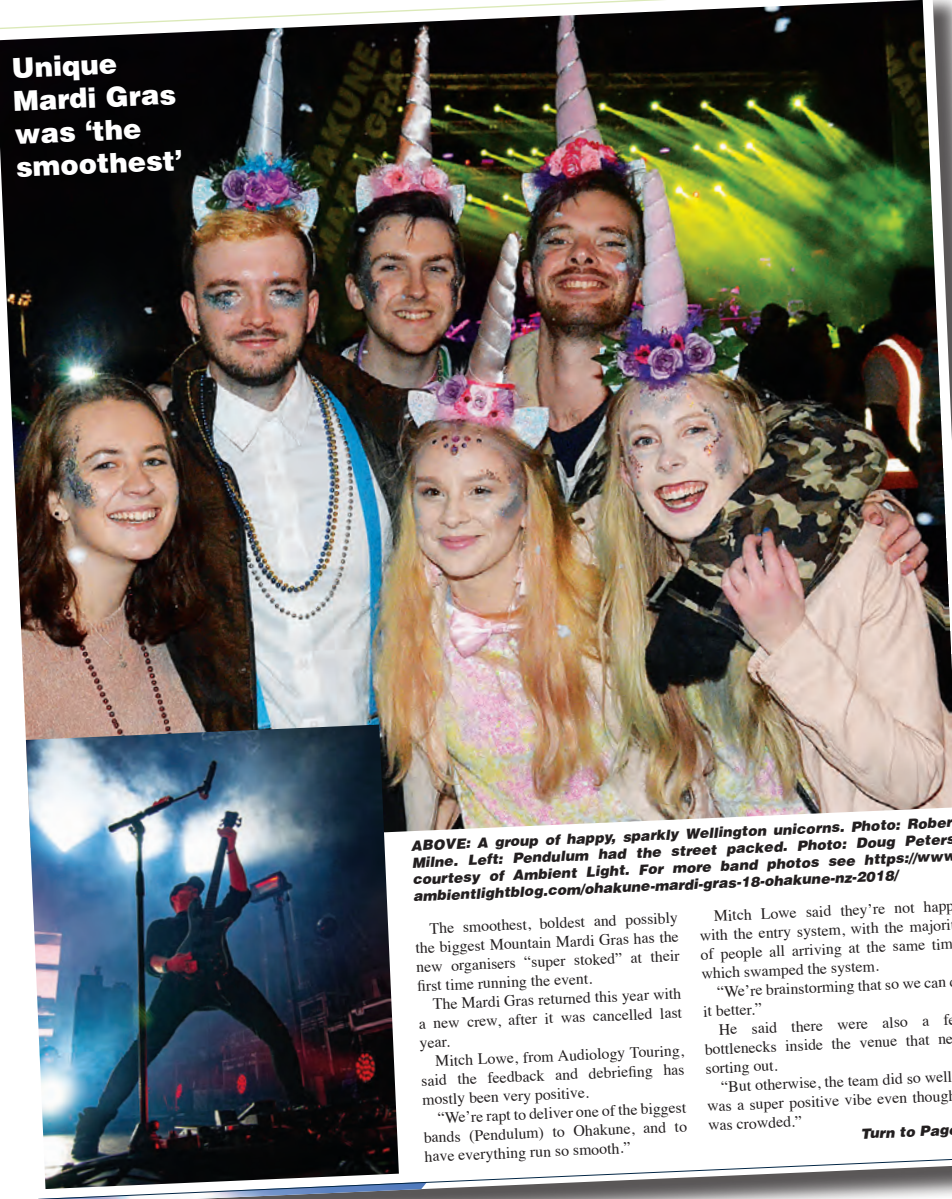 Unique
Mardi Gras
was ‘the
smoothest’
OHAKUNE
MARDI GRAS
ABOVE: A group of happy, sparkly Wellington unicorns. Photo: Rober
Milne. Left: Pendulum had the street packed. Photo: Doug Peters
courtesy of Ambient Light. For more band photos see https://www
ambientlightblog.com/ohakune-mardi-gras-18-ohakune-nz-2018/
The smoothest, boldest and possibly
the biggest Mountain Mardi Gras has the
new organisers “super stoked” at their
first time running the event.
The Mardi Gras returned this year with
a new crew, after it was cancelled last
year.
Mitch Lowe, from Audiology Touring,
said the feedback and debriefing has
mostly been very positive.
“We’re rapt to deliver one of the biggest
bands (Pendulum) to Ohakune, and to
have everything run so smooth.”
Mitch Lowe said they’re not happ
with the entry system, with the majori
of people all arriving at the same tim
which swamped the system.
“We’re brainstorming that so we can
it better.”
He said there were also a fe
bottlenecks inside the venue that ne
sorting out.
“But otherwise, the team did so well
was a super positive vibe even though
was crowded.”
Turn to Page